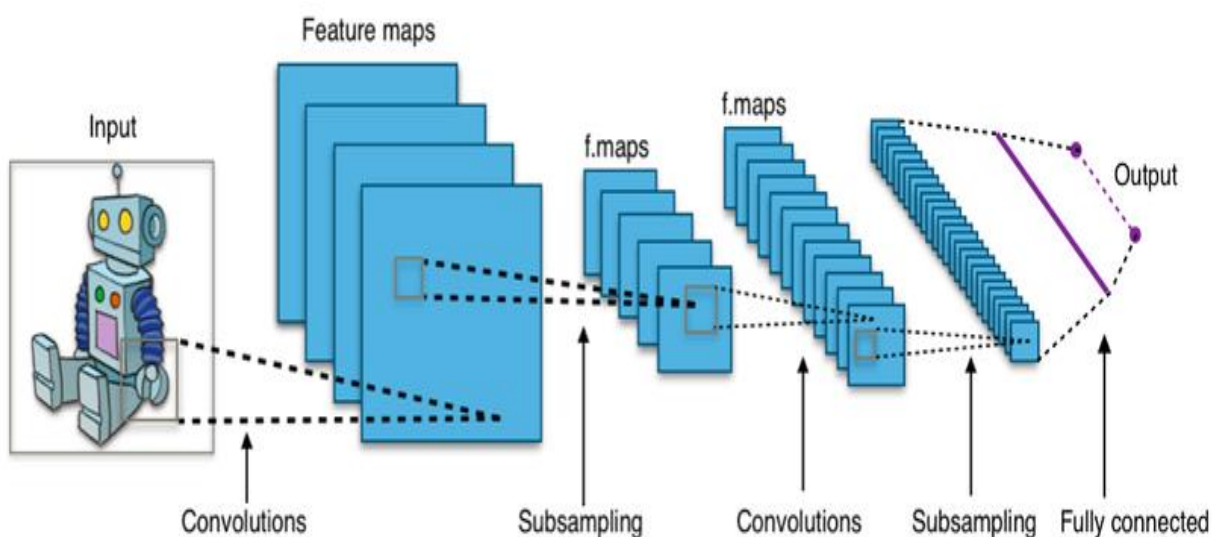 Feature maps
f.maps
Input
f.maps
Output
Convolutions
Subsampling
Convolutions
Subsampling
Fully connected